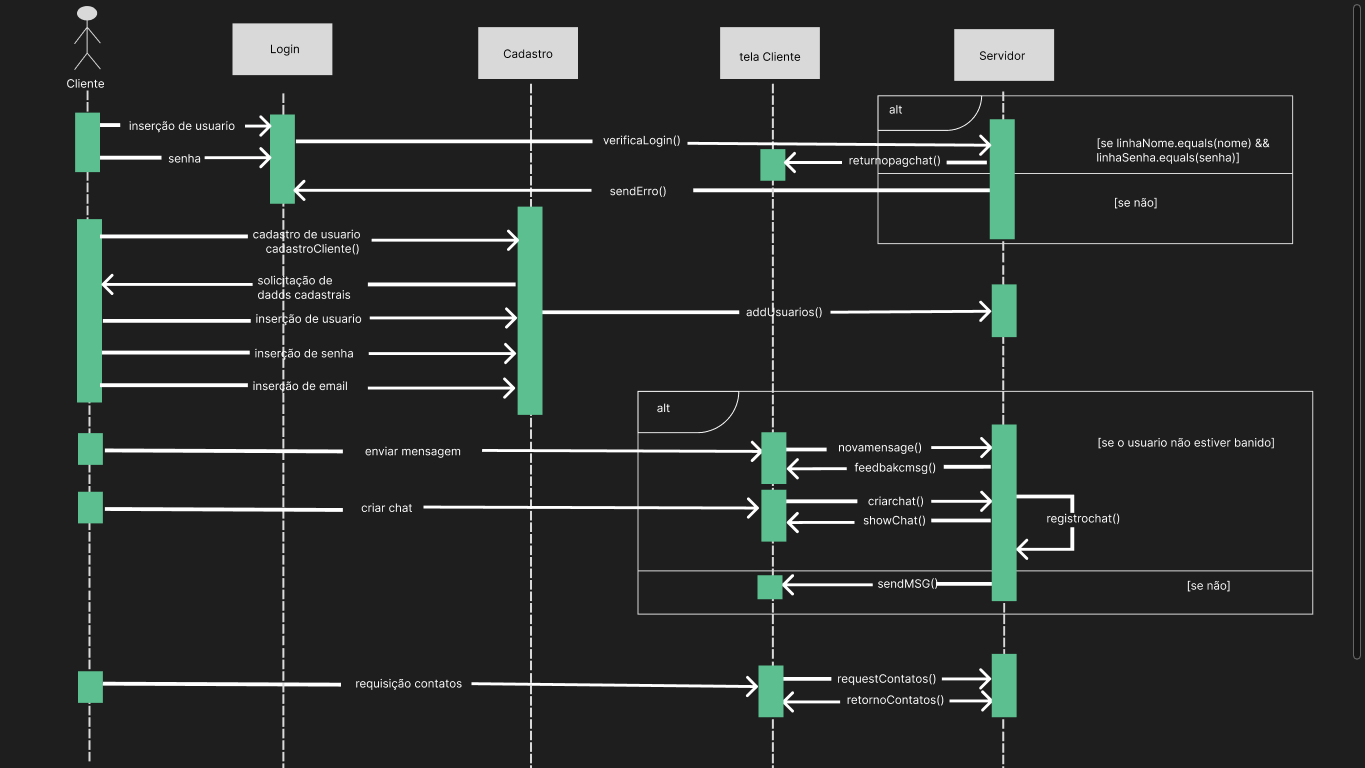 Cliente
Login
Cadastro
tela Cliente
Servidor
alt
inserção de usuario
senha
verificaLogin()
returnopagchat()
[se linhaNome.equals(nome) &&
linhaSenha.equals(senha)]
sendErro()
[se não]
cadastro de usuario
cadastroCliente()
solicitação de
dados cadastrais
inserção de usuario
addUsuarios()
inserção de senha
inserção de email
alt
enviar mensagem
novamensage()
[se o usuario não estiver banido]
feedbakcmsg()
criar chat
criarchat()
showChat()
registrochat()
sendMSG()
[se não]
requisição contatos
requestContatos()
retornoContatos()